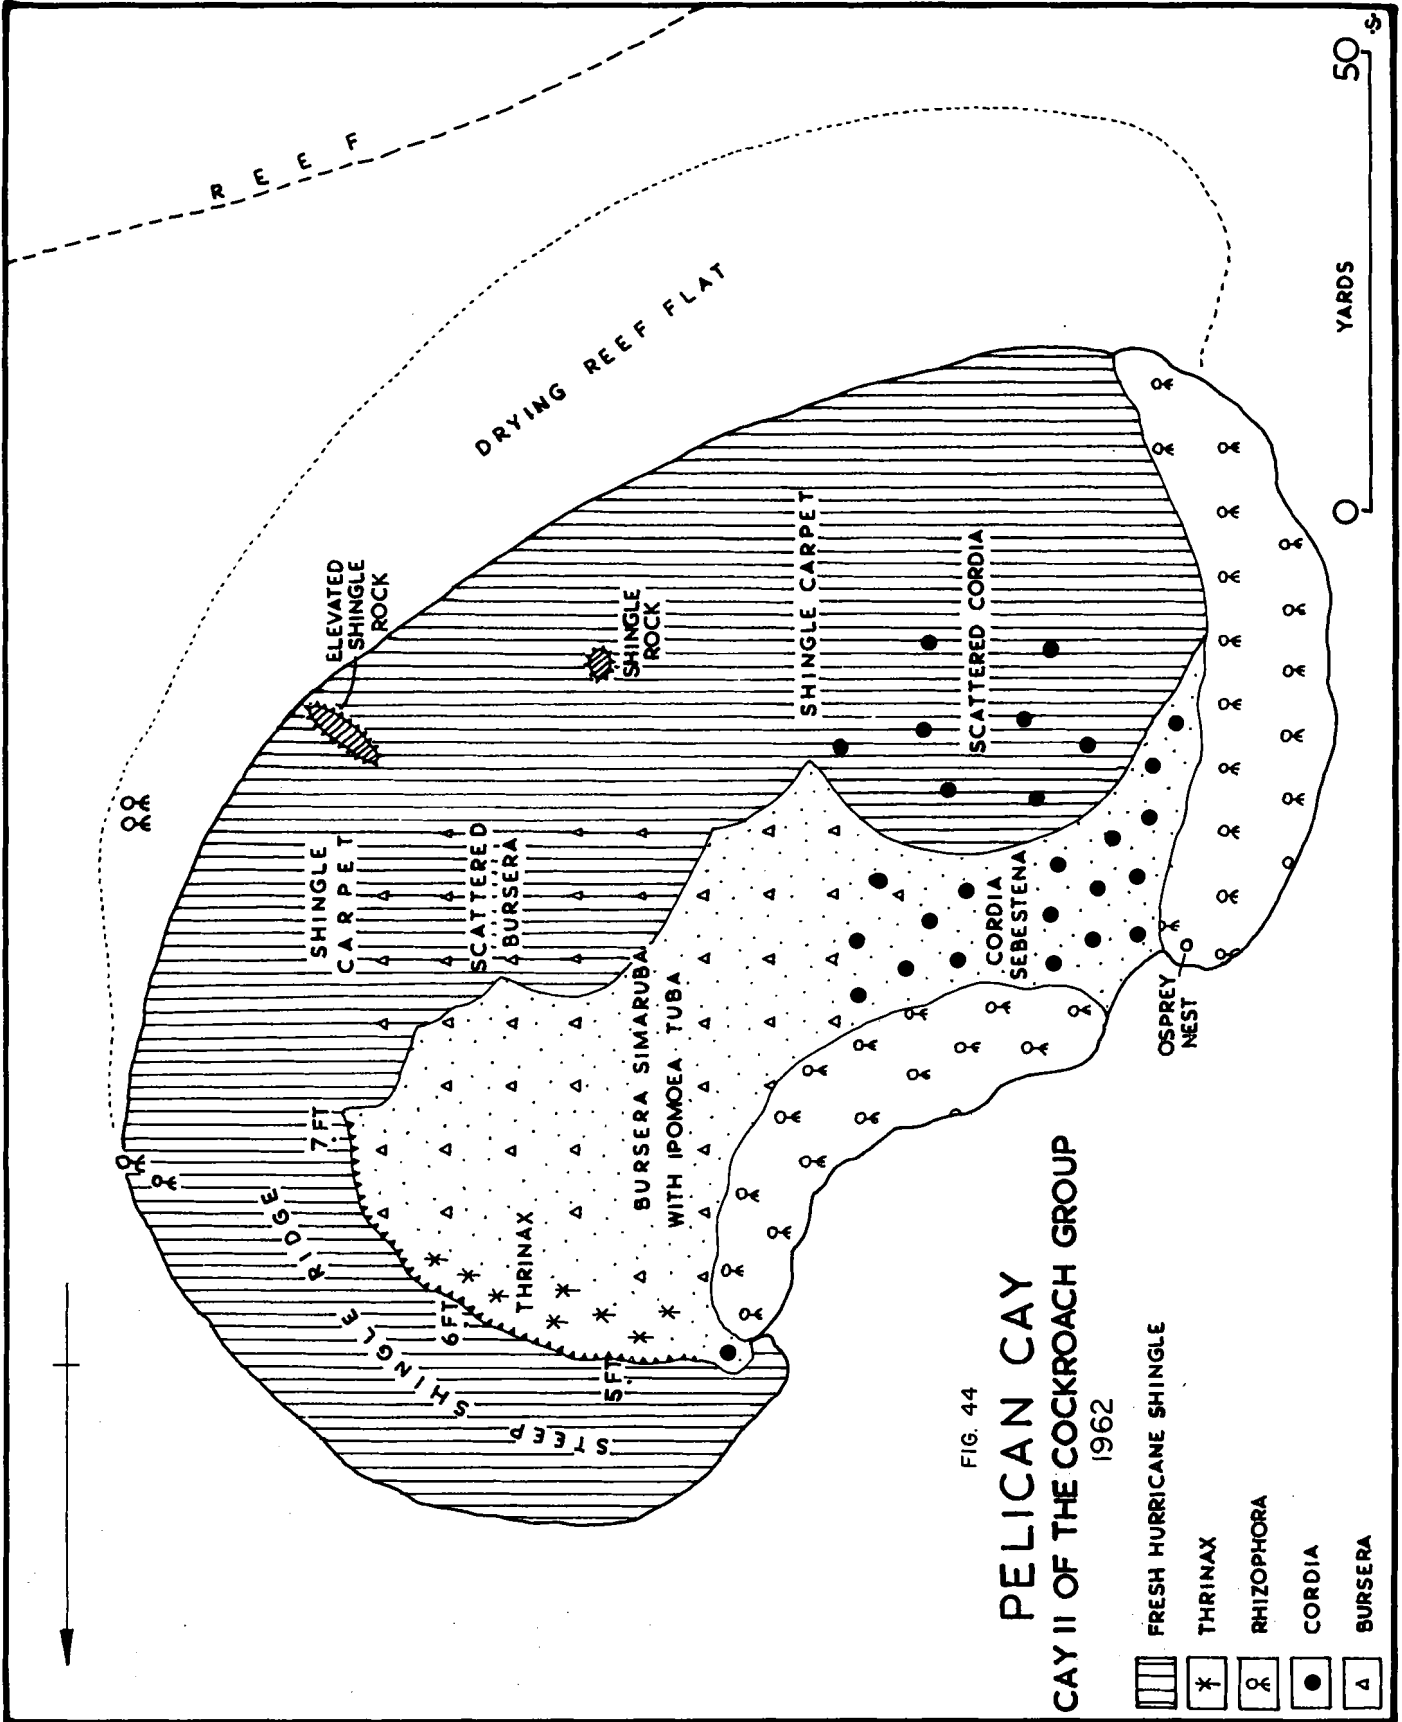 REEF
DRYING REEF FLAT
ELEVATED
SHINGLE
ROCK
SHINGLE
ROCK
SHINGLE
CARPET
SCATTERED
BURSERA
SHINGLE CARPET
SCATTERED CORDIA
7 FT
STEEP SHINGLE RIDGE
6 FT
5 FT
THRINAX
BURSERA SIMARUBA
WITH IPOMOEA TUBA
CORDIA
SEBESTENA
OSPREY
NEST
FIG. 44
PELICAN CAY
CAY II OF THE COCKROACH GROUP
1962
FRESH HURRICANE SHINGLE
THRINAX
RHIZOPHORA
CORDIA
BURSERA
0 YARDS 50